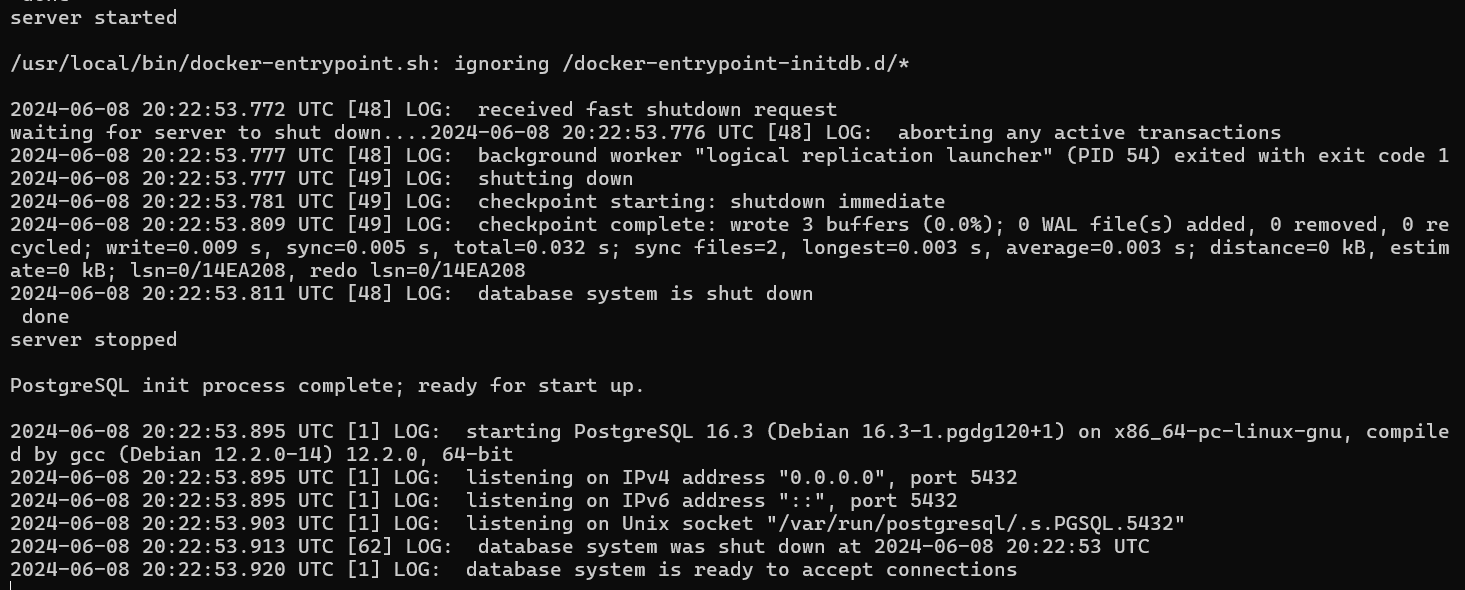 server started
/usr/local/bin/docker-entrypoint.sh: ignoring /docker-entrypoint-initdb.d/*
2024-06-08 20:22:53.772 UTC [48] LOG:  received fast shutdown request
waiting for server to shut down....2024-06-08 20:22:53.776 UTC [48] LOG:  aborting any active transactions
2024-06-08 20:22:53.777 UTC [48] LOG:  background worker "logical replication launcher" (PID 54) exited with exit code 1
2024-06-08 20:22:53.777 UTC [49] LOG:  shutting down
2024-06-08 20:22:53.781 UTC [49] LOG:  checkpoint starting: shutdown immediate
2024-06-08 20:22:53.809 UTC [49] LOG:  checkpoint complete: wrote 3 buffers (0.0%); 0 WAL file(s) added, 0 removed, 0 re
cycled; write=0.009 s, sync=0.005 s, total=0.032 s; sync files=2, longest=0.003 s, average=0.003 s; distance=0 kB, estim
ate=0 kB; lsn=0/14EA208, redo lsn=0/14EA208
2024-06-08 20:22:53.811 UTC [48] LOG:  database system is shut down
 done
server stopped
PostgreSQL init process complete; ready for start up.
2024-06-08 20:22:53.895 UTC [1] LOG:  starting PostgreSQL 16.3 (Debian 16.3-1.pgdg120+1) on x86_64-pc-linux-gnu, compile
d by gcc (Debian 12.2.0-14) 12.2.0, 64-bit
2024-06-08 20:22:53.895 UTC [1] LOG:  listening on IPv4 address "0.0.0.0", port 5432
2024-06-08 20:22:53.895 UTC [1] LOG:  listening on IPv6 address "::", port 5432
2024-06-08 20:22:53.903 UTC [1] LOG:  listening on Unix socket "/var/run/postgresql/.s.PGSQL.5432"
2024-06-08 20:22:53.913 UTC [62] LOG:  database system was shut down at 2024-06-08 20:22:53 UTC
2024-06-08 20:22:53.920 UTC [1] LOG:  database system is ready to accept connections